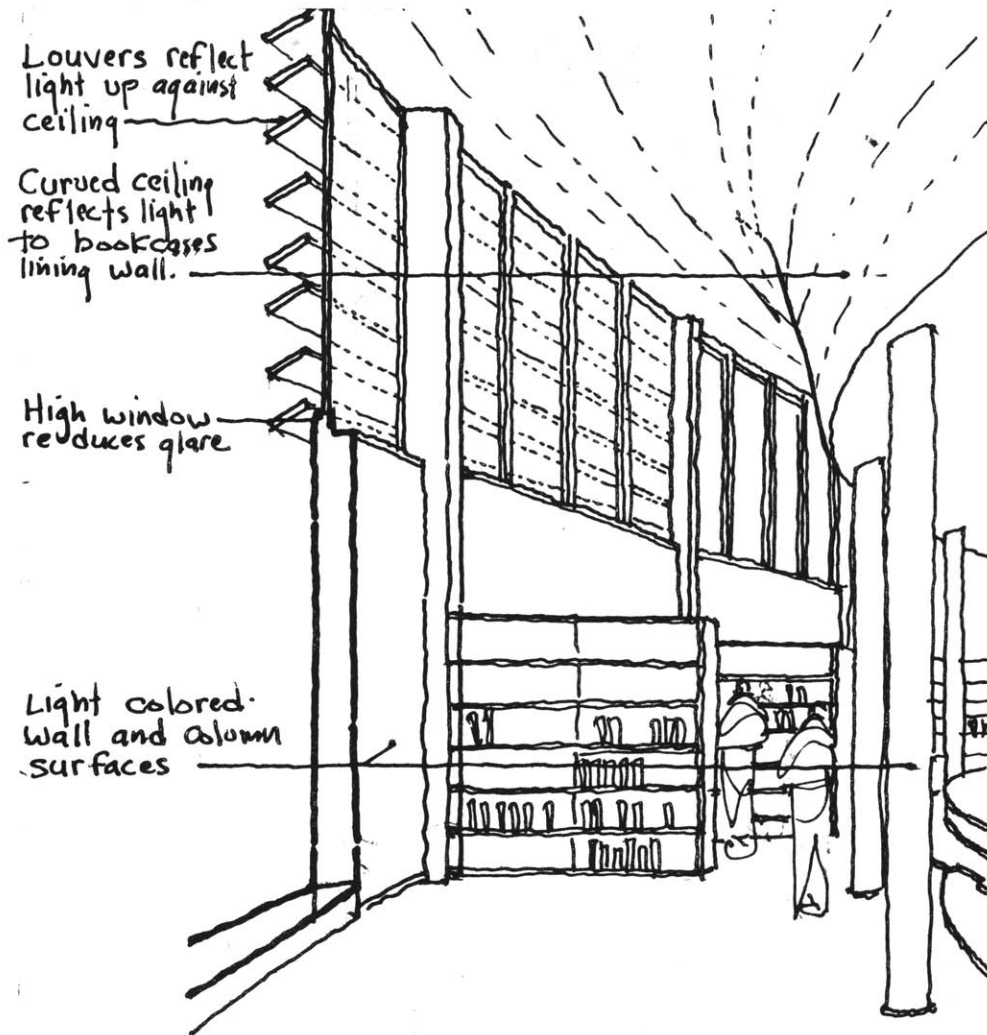 Louvers reflect
light up against
ceiling
Curved ceiling
reflects light
to bookcases
lining wall.
High window
reduces glare
Light colored
wall and column
surfaces